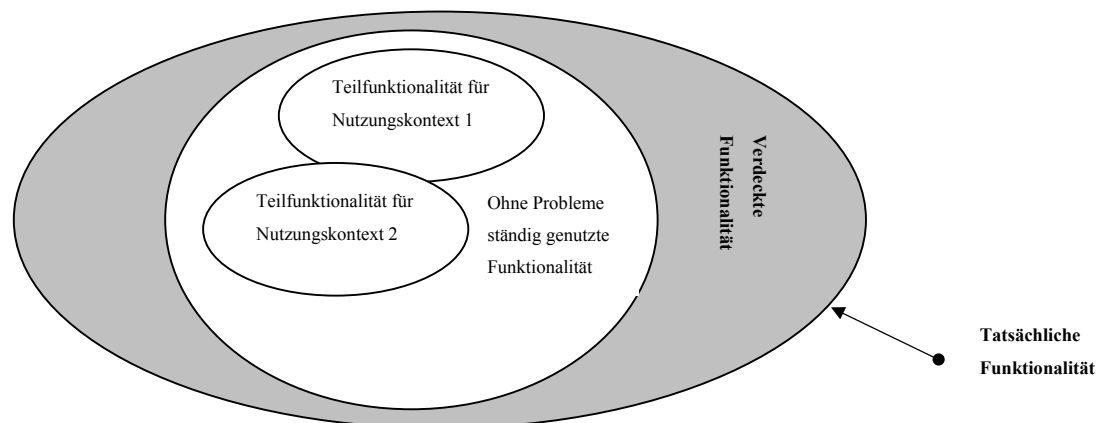 Teilfunktionalität für
Nutzungskontext 1
Teilfunktionalität für
Nutzungskontext 2
Ohne Probleme
ständig genutzte
Funktionalität
Verdeckte
Funktionalität
Tatsächliche
Funktionalität